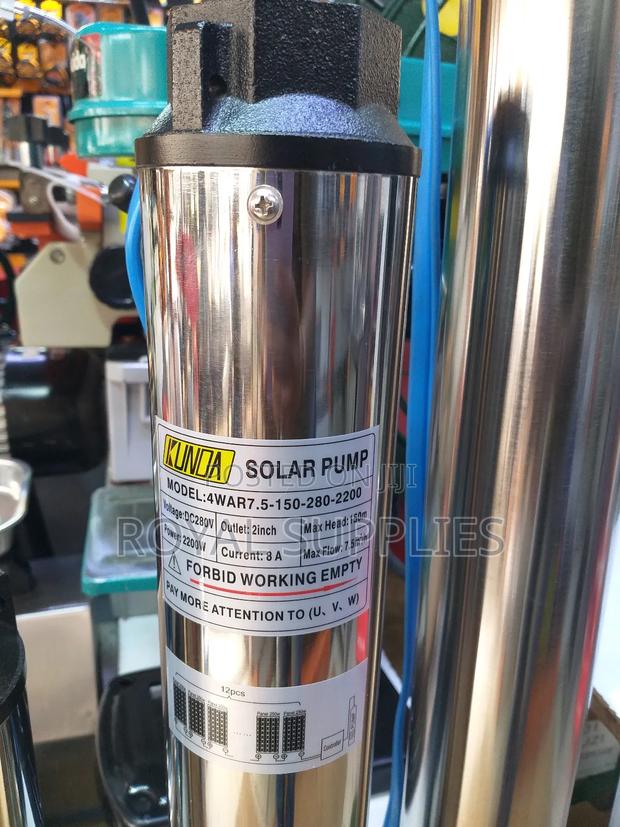 KUNDA SOLAR PUMP
POSTED ON JIJI
MODEL:4WAR7.5-150-280-2200
Voltage:DC280V Outlet: 2inch Max Head:150m
ROYAL SUPPLIES
Power: 2200W Current: 8 A Max Flow: 7.5
FORBID WORKING EMPTY
PAY MORE ATTENTION TO (U、V、W)
12pcs
Controller